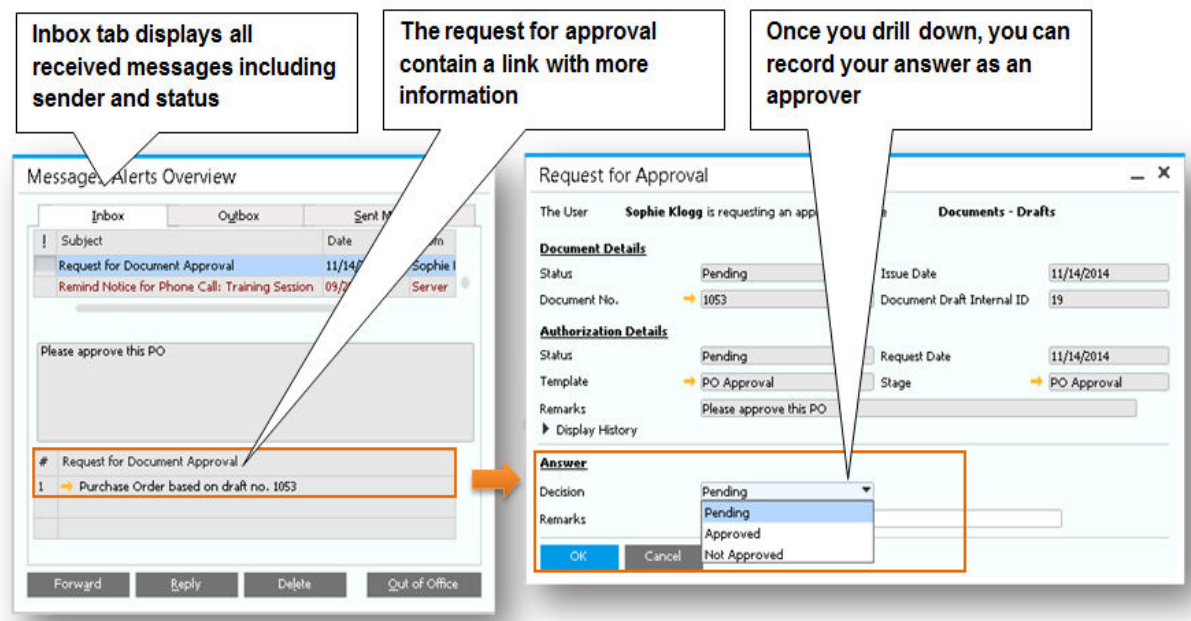 Inbox tab displays all
received messages including
sender and status
The request for approval
contain a link with more
information
Once you drill down, you can
record your answer as an
approver
Messages Alerts Overview
Inbox Outbox Sent M
! Subject Date om
Request for Document Approval 11/14/ Sophie
Remind Notice for Phone Call: Training Session 09/2 Server
Please approve this PO
# Request for Document Approval
1 Purchase Order based on draft no. 1053
Forward Reply Delete Out of Office
Request for Approval
The User Sophie Klogg is requesting an app e Documents - Drafts
Document Details
Status Pending Issue Date 11/14/2014
Document No. 1053 Document Draft Internal ID 19
Authorization Details
Status Pending Request Date 11/14/2014
Template PO Approval Stage PO Approval
Remarks Please approve this PO
Display History
Answer
Decision Pending
Pending
Remarks
Approved
Not Approved
OK Cancel